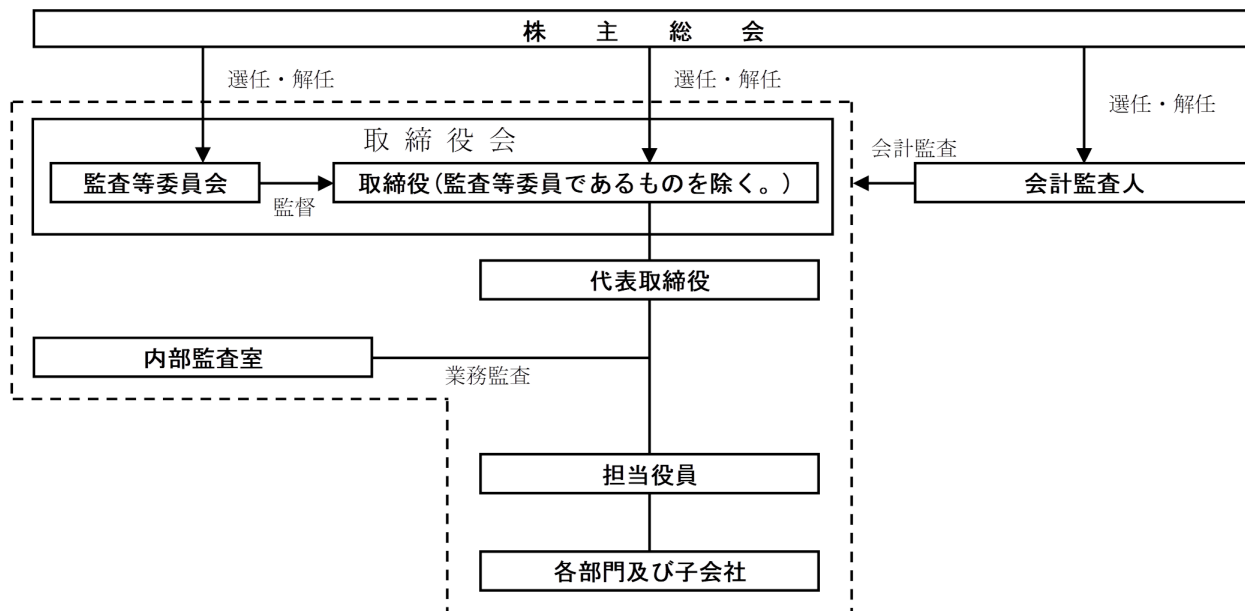 株主総会
選任・解任
選任・解任
選任・解任
取締役会
会計監査
監査等委員会
取締役(監査等委員であるものを除く。)
会計監査人
監督
代表取締役
内部監査室
業務監査
担当役員
各部門及び子会社